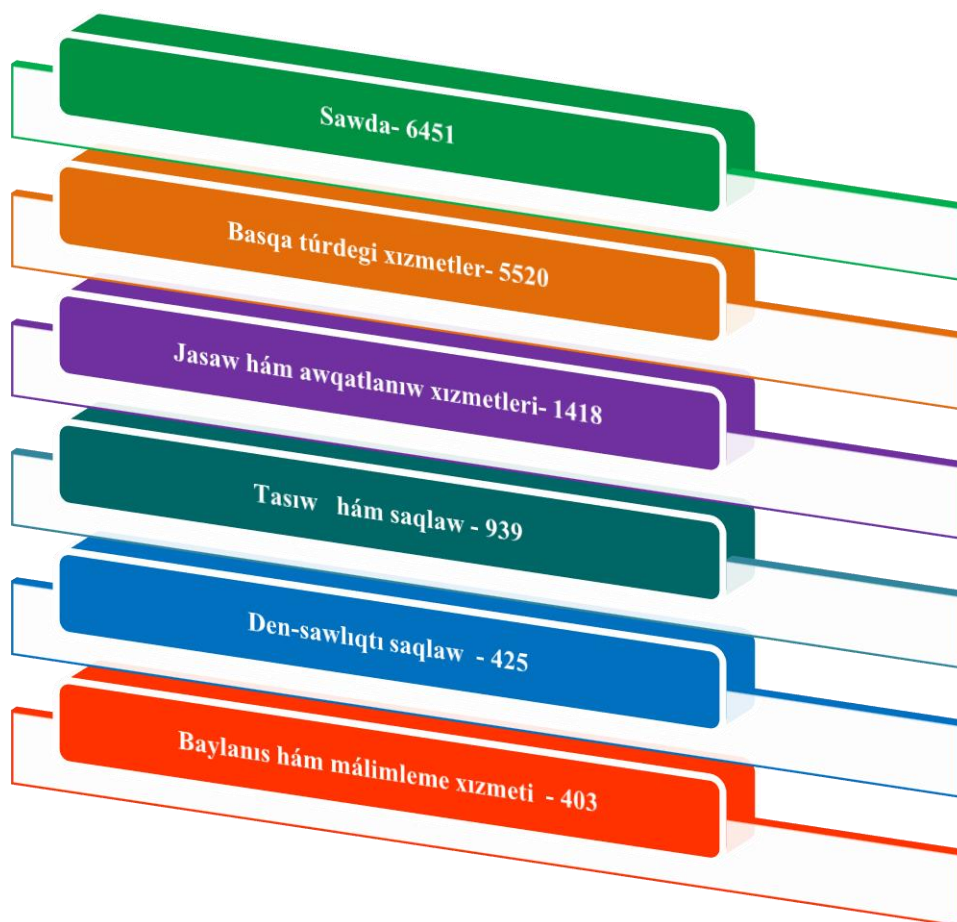 Sawda- 6451
Basqa túrdegi xızmetler- 5520
Jasaw hám awqatlanıw xızmetleri- 1418
Tasıw hám saqlaw - 939
Den-sawlıqtı saqlaw - 425
Baylanıs hám málimleme xızmeti - 403